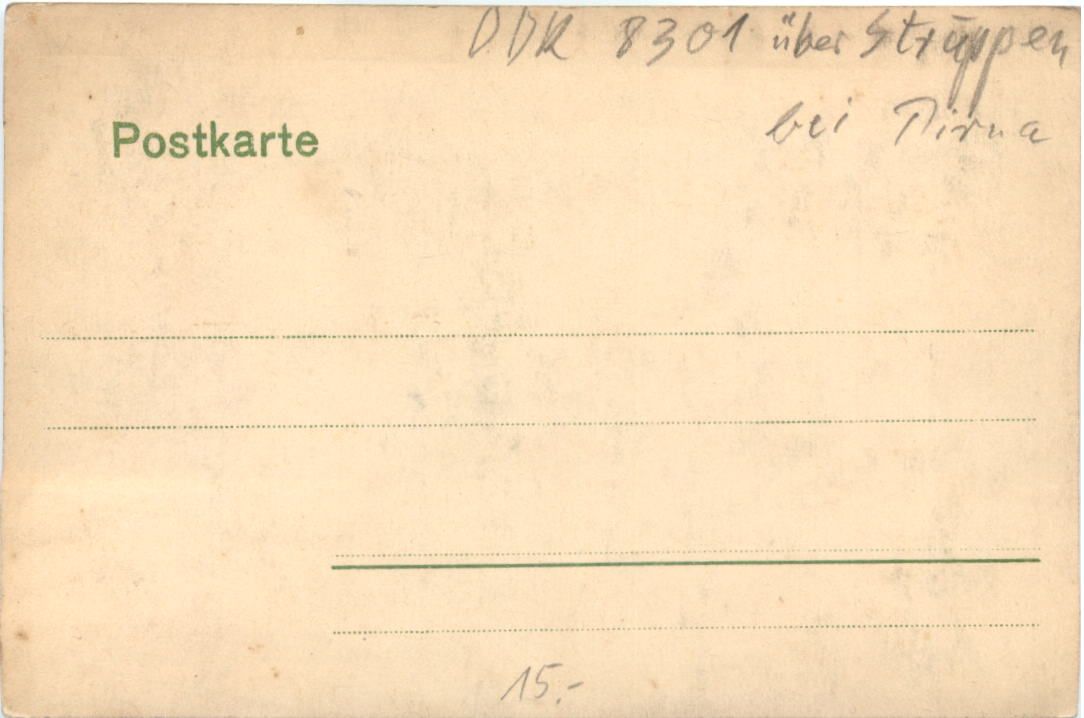 DDR 8301 über Struppen
bei Pirna
Postkarte
15.-